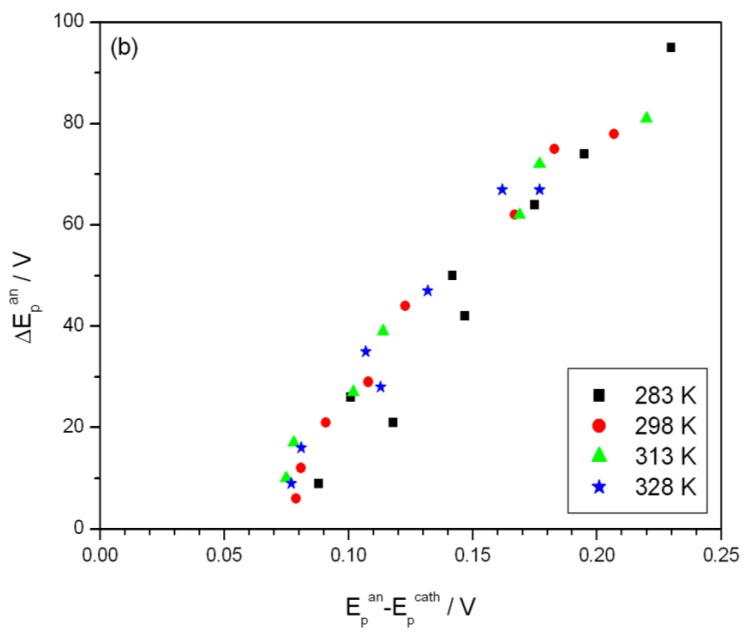 (b)
100
80
60
40
20
0
ΔE_p^an / V
283 K
298 K
313 K
328 K
0.00 0.05 0.10 0.15 0.20 0.25
E_p^an-E_p^cath / V